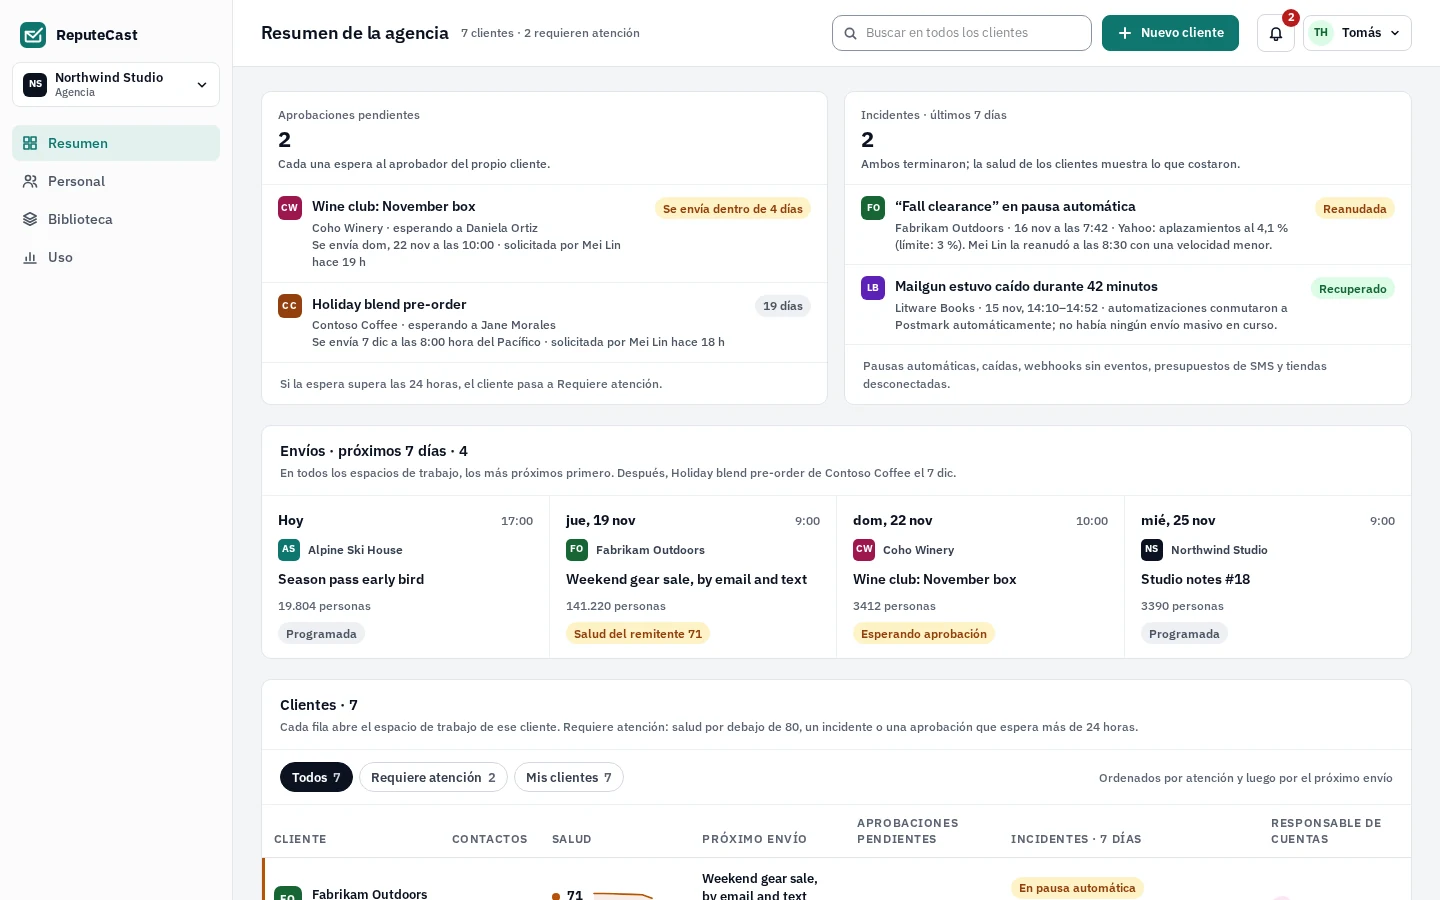 ReputeCast
NS
Northwind Studio
Agencia
Resumen
Personal
Biblioteca
Uso
Resumen de la agencia
7 clientes · 2 requieren atención
Buscar en todos los clientes
Nuevo cliente
2
TH
Tomás
Aprobaciones pendientes
2
Cada una espera al aprobador del propio cliente.
CW
Wine club: November box
Se envía dentro de 4 días
Coho Winery · esperando a Daniela Ortiz
Se envía dom, 22 nov a las 10:00 · solicitada por Mei Lin
hace 19 h
CC
Holiday blend pre-order
19 días
Contoso Coffee · esperando a Jane Morales
Se envía 7 dic a las 8:00 hora del Pacífico · solicitada por Mei Lin hace 18 h
Si la espera supera las 24 horas, el cliente pasa a Requiere atención.
Incidentes · últimos 7 días
2
Ambos terminaron; la salud de los clientes muestra lo que costaron.
FO
“Fall clearance” en pausa automática
Reanudada
Fabrikam Outdoors · 16 nov a las 7:42 · Yahoo: aplazamientos al 4,1 %
(límite: 3 %). Mei Lin la reanudó a las 8:30 con una velocidad menor.
LB
Mailgun estuvo caído durante 42 minutos
Recuperado
Litware Books · 15 nov, 14:10–14:52 · automatizaciones conmutaron a
Postmark automáticamente; no había ningún envío masivo en curso.
Pausas automáticas, caídas, webhooks sin eventos, presupuestos de SMS y tiendas
desconectadas.
Envíos · próximos 7 días · 4
En todos los espacios de trabajo, los más próximos primero. Después, Holiday blend pre-order de Contoso Coffee el 7 dic.
Hoy
17:00
AS
Alpine Ski House
Season pass early bird
19.804 personas
Programada
jue, 19 nov
9:00
FO
Fabrikam Outdoors
Weekend gear sale, by email and text
141.220 personas
Salud del remitente 71
dom, 22 nov
10:00
CW
Coho Winery
Wine club: November box
3412 personas
Esperando aprobación
mié, 25 nov
9:00
NS
Northwind Studio
Studio notes #18
3390 personas
Programada
Clientes · 7
Cada fila abre el espacio de trabajo de ese cliente. Requiere atención: salud por debajo de 80, un incidente o una aprobación que espera más de 24 horas.
Todos 7
Requiere atención 2
Mis clientes 7
Ordenados por atención y luego por el próximo envío
CLIENTE
CONTACTOS
SALUD
PRÓXIMO ENVÍO
APROBACIONES
PENDIENTES
INCIDENTES · 7 DÍAS
RESPONSABLE DE
CUENTAS
FO
Fabrikam Outdoors
71
Weekend gear sale,
by email and text
En pausa automática